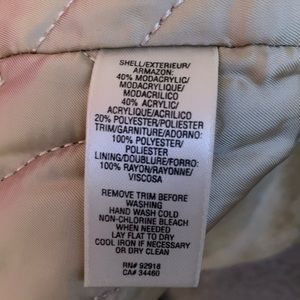 SHELL/EXTERIEUR/
ARMAZON:
40% MODACRYLIC/
MODACRYLIQUE/
MODACRILICO
40% ACRYLIC/
ACRYLIQUE/ACRILICO
20% POLYESTER/POLIESTER
TRIM/GARNITURE/ADORNO:
100% POLYESTER/
POLIESTER
LINING/DOUBLURE/FORRO:
100% RAYON/RAYONNE/
VISCOSA
REMOVE TRIM BEFORE
WASHING
HAND WASH COLD
NON-CHLORINE BLEACH
WHEN NEEDED
LAY FLAT TO DRY
COOL IRON IF NECESSARY
OR DRY CLEAN
RN# 92916
CA# 34460